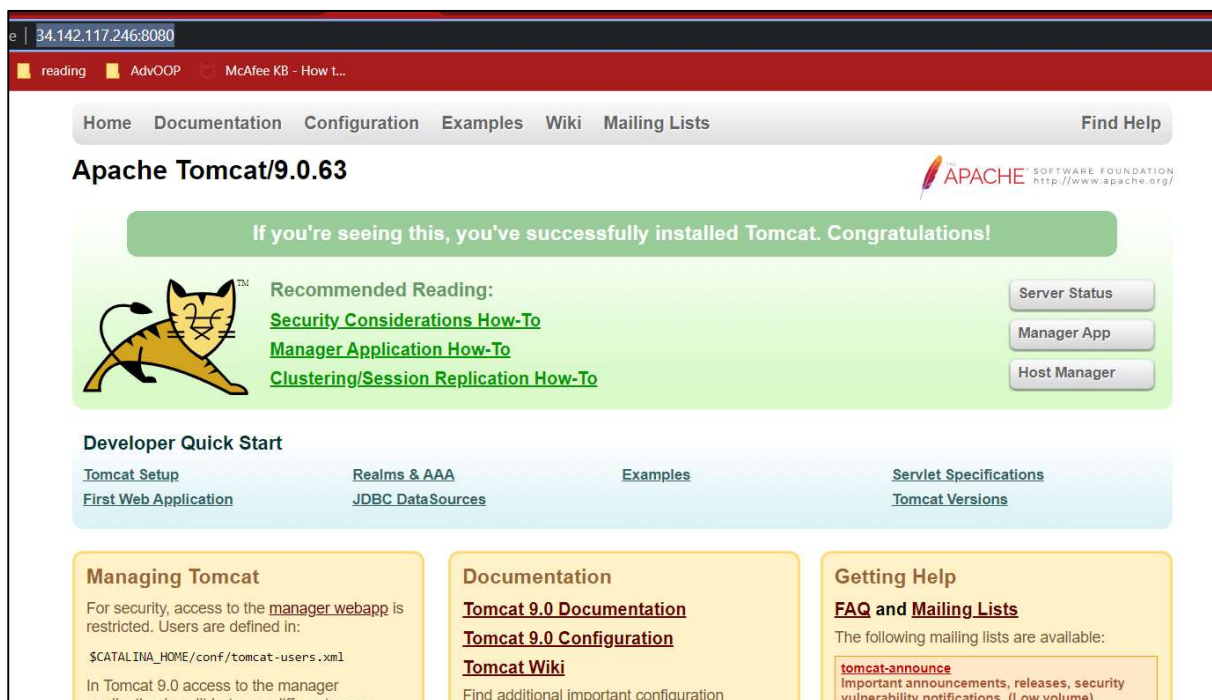 e | 34.142.117.246:8080
reading AdvOOP McAfee KB - How t...
Home Documentation Configuration Examples Wiki Mailing Lists Find Help
Apache Tomcat/9.0.63
THE APACHE® SOFTWARE FOUNDATION
http://www.apache.org/
If you're seeing this, you've successfully installed Tomcat. Congratulations!
TM
Recommended Reading:
Security Considerations How-To
Manager Application How-To
Clustering/Session Replication How-To
Server Status
Manager App
Host Manager
Developer Quick Start
Tomcat Setup
First Web Application
Realms & AAA
JDBC DataSources
Examples
Servlet Specifications
Tomcat Versions
Managing Tomcat
For security, access to the manager webapp is
restricted. Users are defined in:
$CATALINA_HOME/conf/tomcat-users.xml
In Tomcat 9.0 access to the manager
Documentation
Tomcat 9.0 Documentation
Tomcat 9.0 Configuration
Tomcat Wiki
Find additional important configuration
Getting Help
FAQ and Mailing Lists
The following mailing lists are available:
tomcat-announce
Important announcements, releases, security
vulnerability notifications. (Low volume).